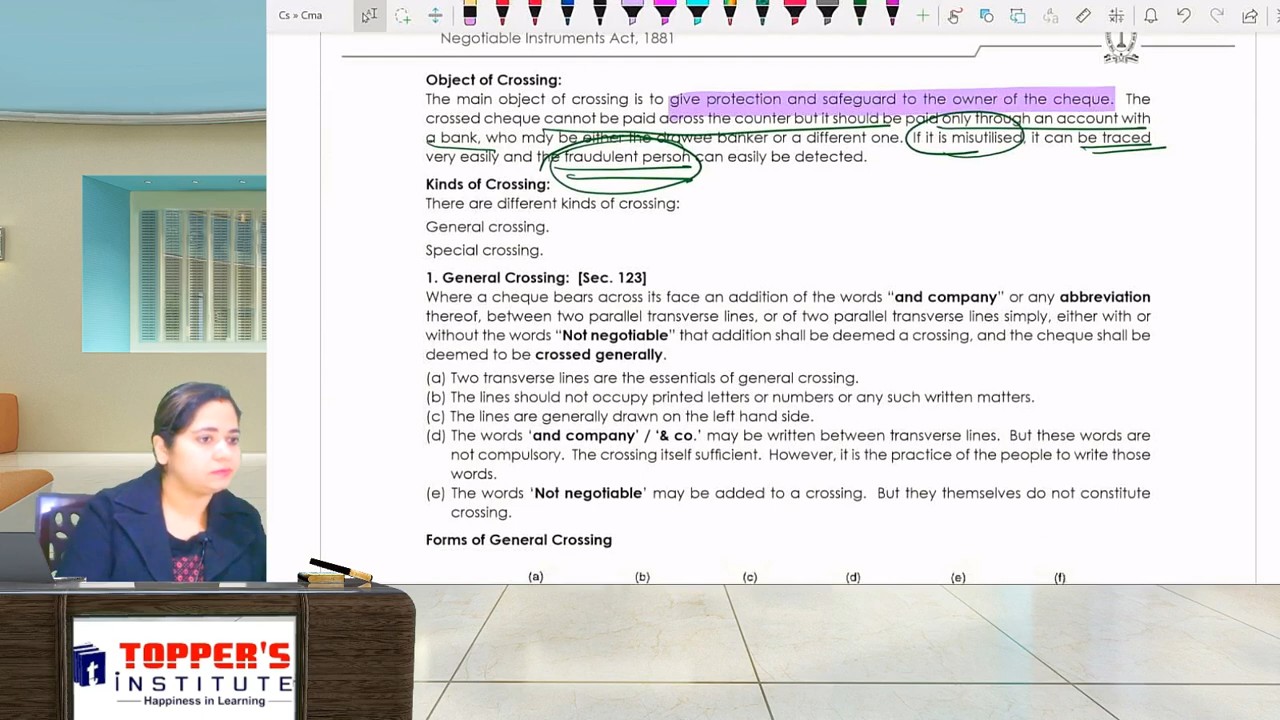 Cs » Cma
Negotiable Instruments Act, 1881
Object of Crossing:
The main object of crossing is to give protection and safeguard to the owner of the cheque. The
crossed cheque cannot be paid across the counter but it should be paid only through an account with
a bank, who may be either the drawee banker or a different one. If it is misutilised, it can be traced
very easily and the fraudulent person can easily be detected.
Kinds of Crossing:
There are different kinds of crossing:
General crossing.
Special crossing.
1. General Crossing: [Sec. 123]
Where a cheque bears across its face an addition of the words “and company” or any abbreviation
thereof, between two parallel transverse lines, or of two parallel transverse lines simply, either with or
without the words “Not negotiable” that addition shall be deemed a crossing, and the cheque shall be
deemed to be crossed generally.
(a) Two transverse lines are the essentials of general crossing.
(b) The lines should not occupy printed letters or numbers or any such written matters.
(c) The lines are generally drawn on the left hand side.
(d) The words ‘and company’ / ‘& co.’ may be written between transverse lines. But these words are
not compulsory. The crossing itself sufficient. However, it is the practice of the people to write those
words.
(e) The words ‘Not negotiable’ may be added to a crossing. But they themselves do not constitute
crossing.
Forms of General Crossing
(a) (b) (c) (d) (e) (f)
t
TOPPER'S
INSTITUTE
Happiness in Learning